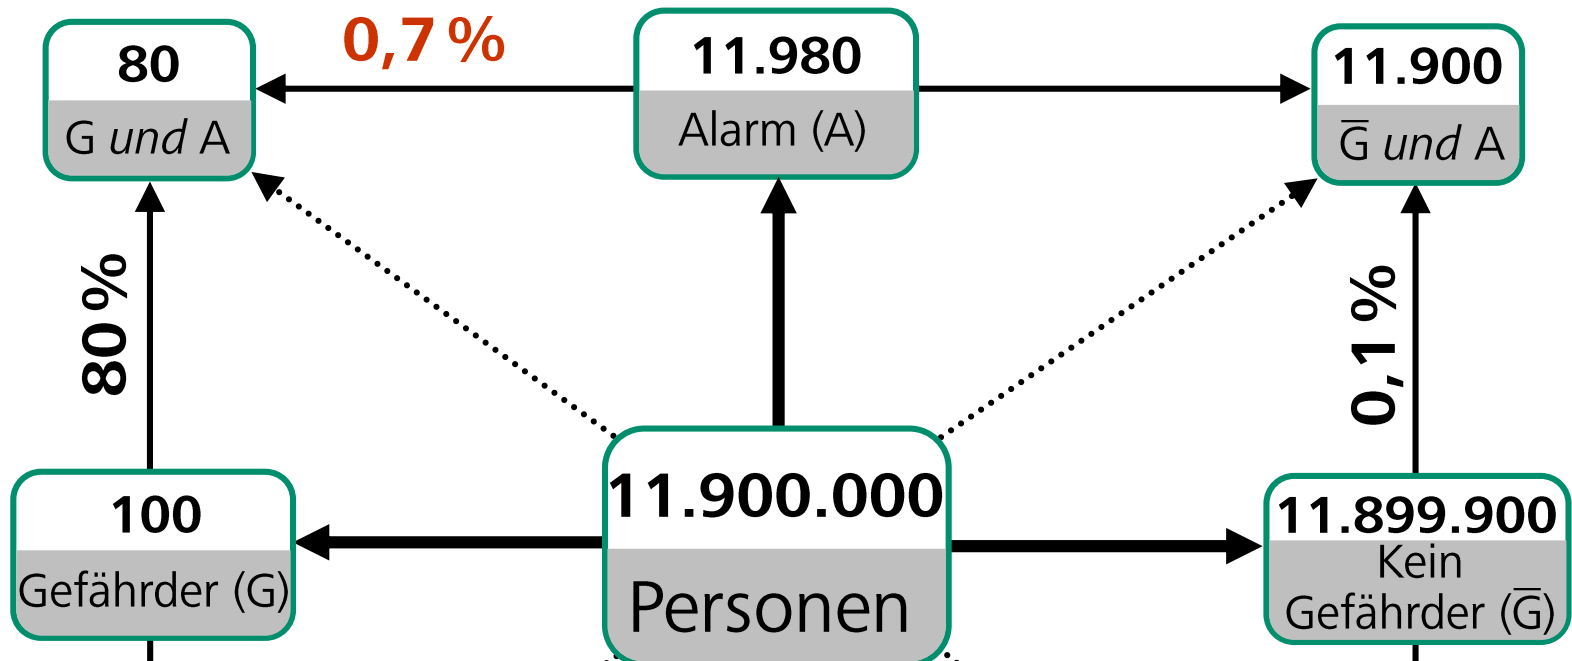 80
G und A
0,7 %
11.980
Alarm (A)
11.900
G̅ und A
80 %
0,1 %
100
Gefährder (G)
11.900.000
Personen
11.899.900
Kein
Gefährder (G̅)